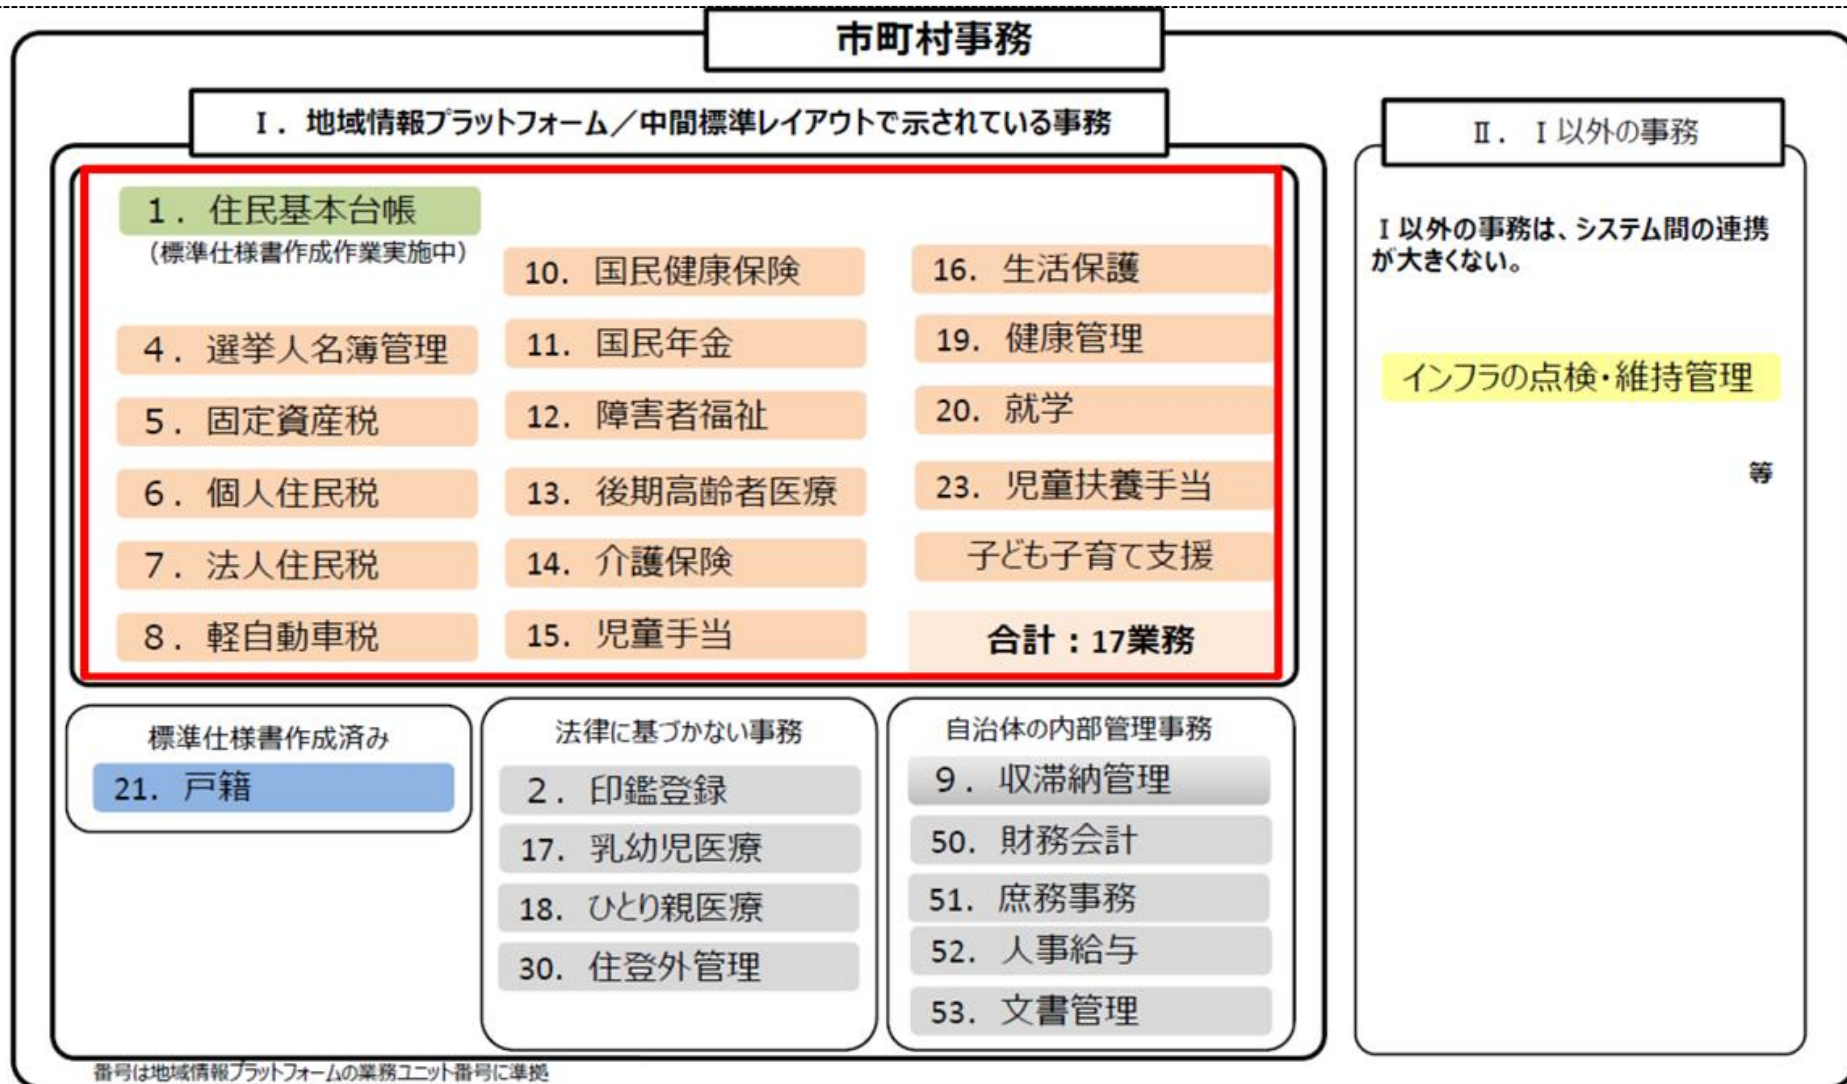 市町村事務
Ⅰ．地域情報プラットフォーム／中間標準レイアウトで示されている事務
1．住民基本台帳
（標準仕様書作成作業実施中）
4．選挙人名簿管理
5．固定資産税
6．個人住民税
7．法人住民税
8．軽自動車税
10．国民健康保険
11．国民年金
12．障害者福祉
13．後期高齢者医療
14．介護保険
15．児童手当
16．生活保護
19．健康管理
20．就学
23．児童扶養手当
子ども子育て支援
合計：17業務
標準仕様書作成済み
21．戸籍
法律に基づかない事務
2．印鑑登録
17．乳幼児医療
18．ひとり親医療
30．住登外管理
自治体の内部管理事務
9．収滞納管理
50．財務会計
51．庶務事務
52．人事給与
53．文書管理
番号は地域情報プラットフォームの業務ユニット番号に準拠
Ⅱ．Ⅰ以外の事務
Ⅰ以外の事務は、システム間の連携
が大きくない。
インフラの点検・維持管理
等